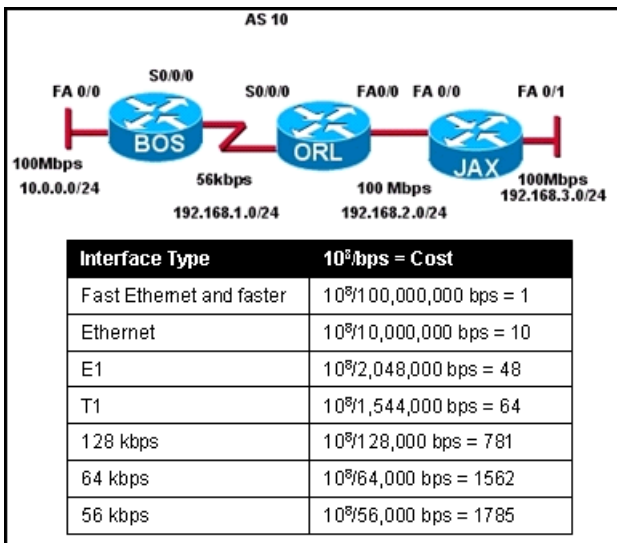 AS 10
S0/0/0
FA 0/0
S0/0/0
FA0/0 FA 0/0
FA 0/1
BOS
ORL
JAX
100Mbps
10.0.0.0/24
56kbps
192.168.1.0/24
100 Mbps
192.168.2.0/24
100Mbps
192.168.3.0/24
Interface Type 10⁸/bps = Cost
Fast Ethernet and faster 10⁸/100,000,000 bps = 1
Ethernet 10⁸/10,000,000 bps = 10
E1 10⁸/2,048,000 bps = 48
T1 10⁸/1,544,000 bps = 64
128 kbps 10⁸/128,000 bps = 781
64 kbps 10⁸/64,000 bps = 1562
56 kbps 10⁸/56,000 bps = 1785